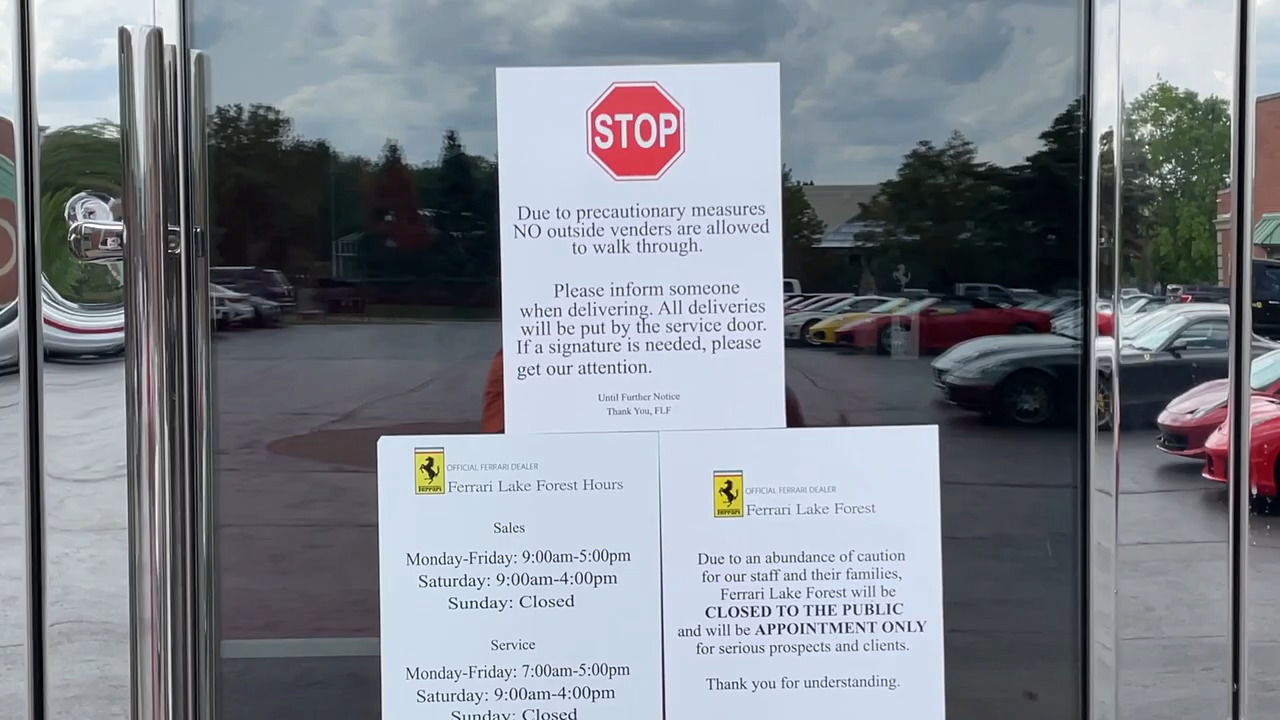 STOP
Due to precautionary measures
NO outside venders are allowed
to walk through.
Please inform someone
when delivering. All deliveries
will be put by the service door.
If a signature is needed, please
get our attention.
Until Further Notice
Thank You, FLF
Ferrari
OFFICIAL FERRARI DEALER
Ferrari Lake Forest Hours
Sales
Monday-Friday: 9:00am-5:00pm
Saturday: 9:00am-4:00pm
Sunday: Closed
Service
Monday-Friday: 7:00am-5:00pm
Saturday: 9:00am-4:00pm
Sunday: Closed
Ferrari
OFFICIAL FERRARI DEALER
Ferrari Lake Forest
Due to an abundance of caution
for our staff and their families,
Ferrari Lake Forest will be
CLOSED TO THE PUBLIC
and will be APPOINTMENT ONLY
for serious prospects and clients.
Thank you for understanding.